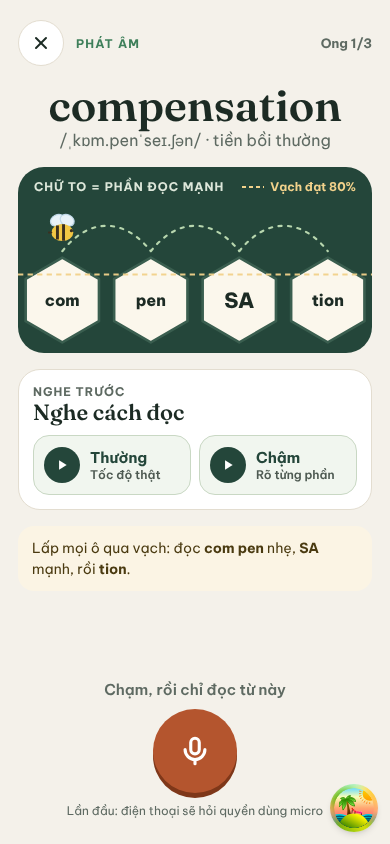 PHÁT ÂM
Ong 1/3
compensation
/ˌkɒm.penˈseɪ.ʃən/ · tiền bồi thường
CHỮ TO = PHẦN ĐỌC MẠNH
Vạch đạt 80%
com
pen
SA
tion
NGHE TRƯỚC
Nghe cách đọc
Thường
Tốc độ thật
Chậm
Rõ từng phần
Lấp mọi ô qua vạch: đọc com pen nhẹ, SA
mạnh, rồi tion.
Chạm, rồi chỉ đọc từ này
Lần đầu: điện thoại sẽ hỏi quyền dùng micro